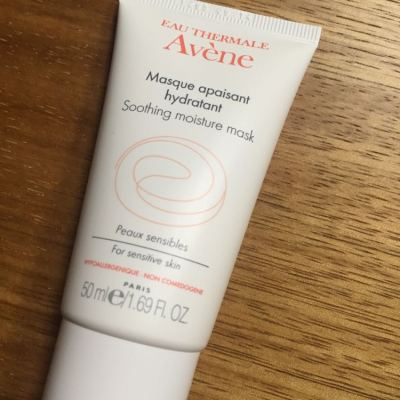 EAU THERMALE
Avène
Masque apaisant
hydratant
Soothing moisture mask
Peaux sensibles
For sensitive skin
HYPOALLERGENIQUE - NON COMEDOGENE
PARIS
50 ml ℮/1.69 FL. OZ